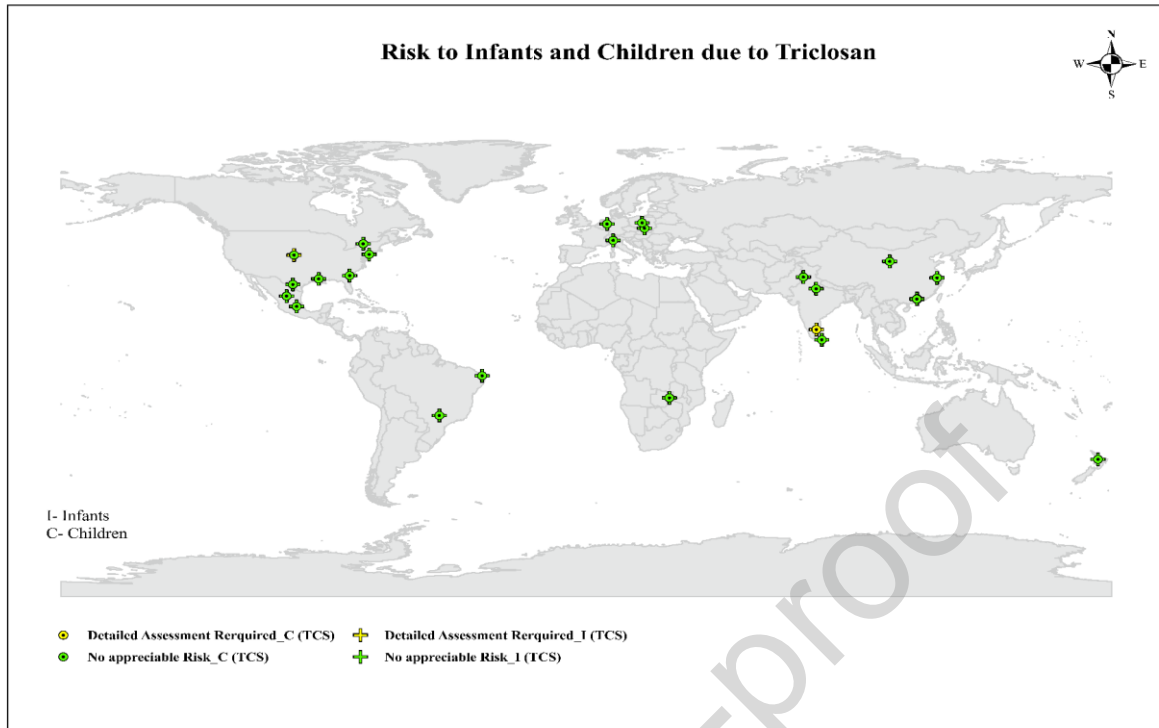 Risk to Infants and Children due to Triclosan
N
W E
S
I- Infants
C- Children
Detailed Assessment Rerquired_C (TCS) Detailed Assessment Rerquired_I (TCS)
No appreciable Risk_C (TCS) No appreciable Risk_I (TCS)
-proof